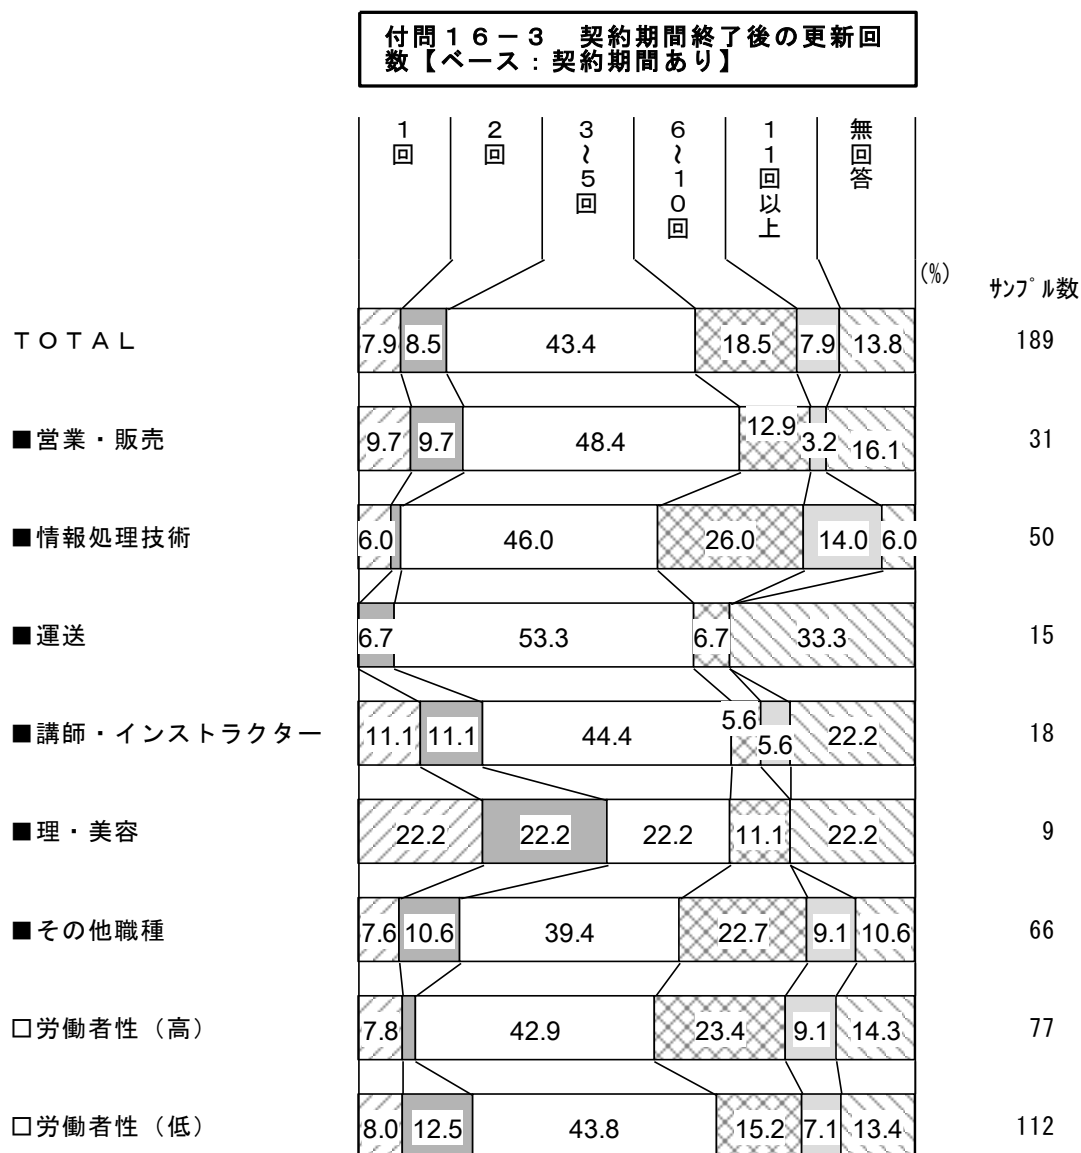 付問１６－３　契約期間終了後の更新回
数【ベース：契約期間あり】
１回
２回
３～５回
６～１０回
１１回以上
無回答
(%)
ｻﾝﾌﾟﾙ数
ＴＯＴＡＬ 7.9 8.5 43.4 18.5 7.9 13.8 189
■営業・販売 9.7 9.7 48.4 12.9 3.2 16.1 31
■情報処理技術 6.0 46.0 26.0 14.0 6.0 50
■運送 6.7 53.3 6.7 33.3 15
■講師・インストラクター 11.1 11.1 44.4 5.6 5.6 22.2 18
■理・美容 22.2 22.2 22.2 11.1 22.2 9
■その他職種 7.6 10.6 39.4 22.7 9.1 10.6 66
□労働者性（高） 7.8 42.9 23.4 9.1 14.3 77
□労働者性（低） 8.0 12.5 43.8 15.2 7.1 13.4 112